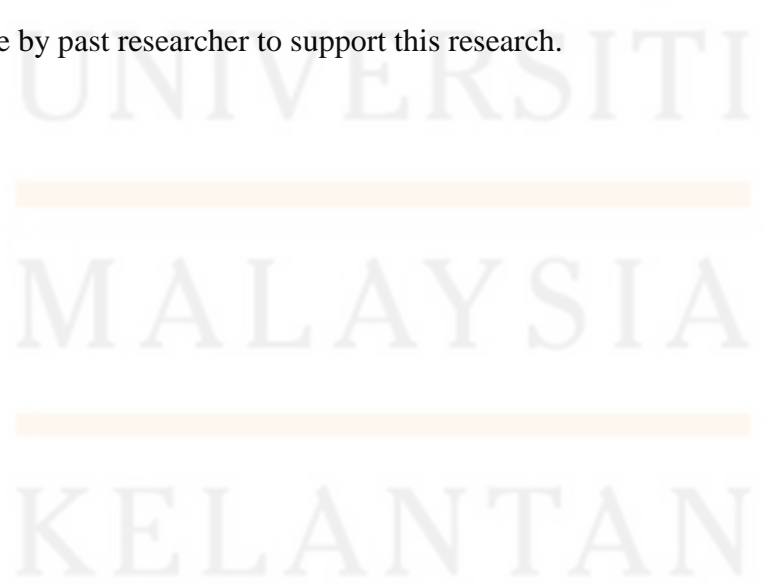 e by past researcher to support this research.
UNIVERSITI
MALAYSIA
KELANTAN